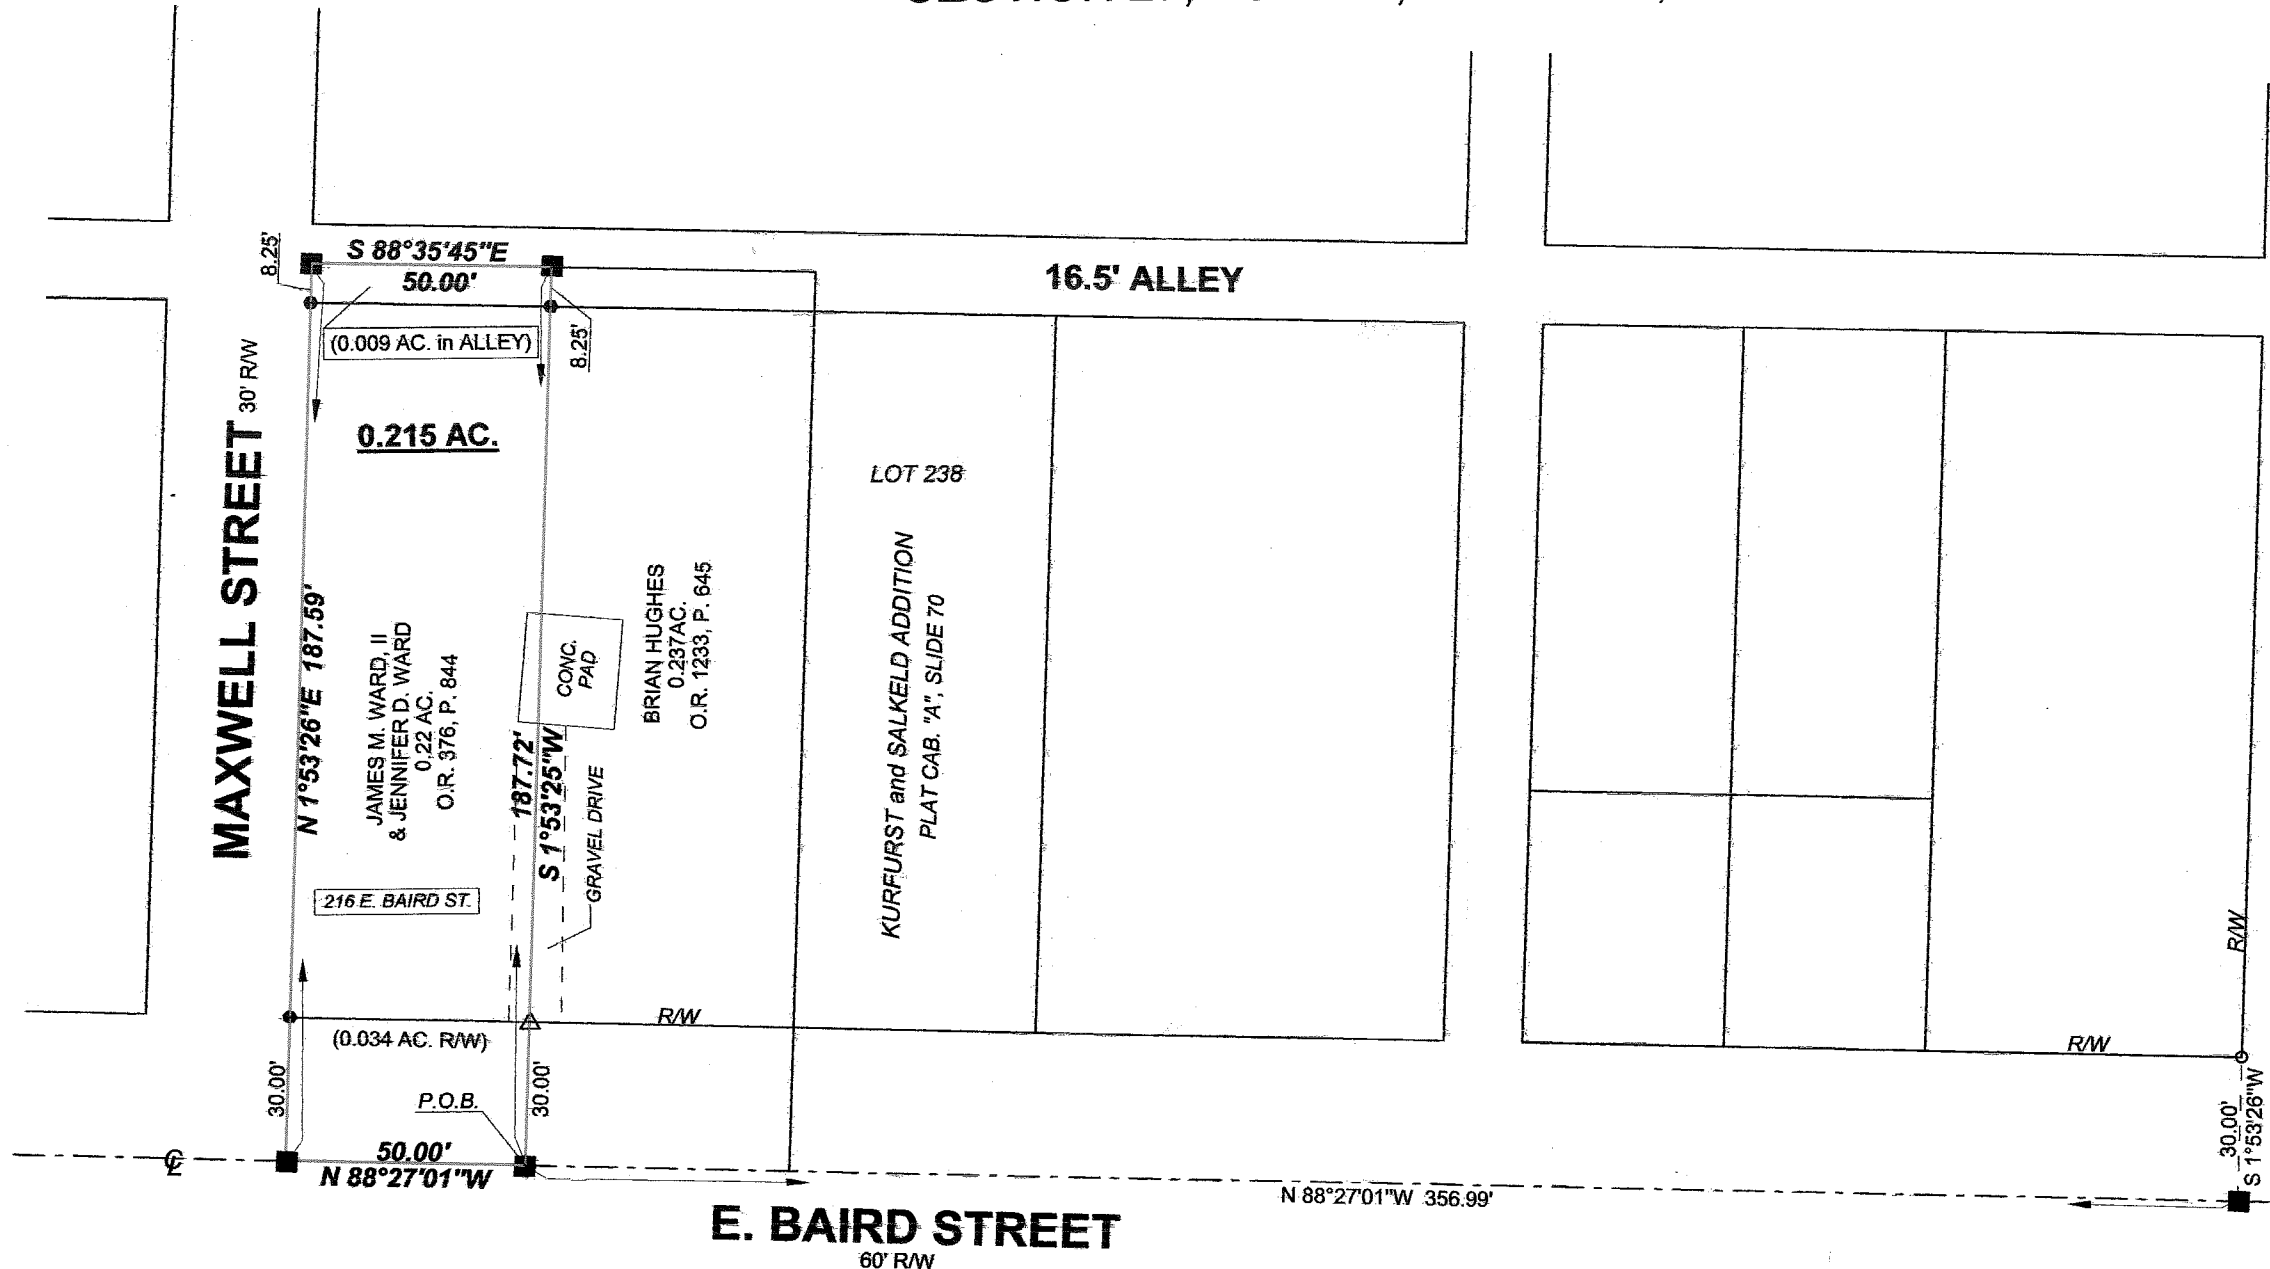 8.25'
S 88°35'45"E
50.00'
(0.009 AC. in ALLEY)
8.25'
16.5' ALLEY
MAXWELL STREET 30' R/W
0.215 AC.
LOT 238
N 1°53'26"E 187.59'
JAMES M. WARD, II
& JENNIFER D. WARD
0.22 AC.
O.R. 376, P. 844
187.72'
S 1°53'25"W
CONC.
PAD
GRAVEL DRIVE
BRIAN HUGHES
0.237AC.
O.R. 1233, P. 645
KURFURST and SALKELD ADDITION
PLAT CAB. "A", SLIDE 70
216 E. BAIRD ST.
R/W
R/W
R/W
(0.034 AC. R/W)
30.00'
P.O.B.
30.00'
30.00'
S 1°53'26"W
50.00'
N 88°27'01"W
N 88°27'01"W 356.99'
E. BAIRD STREET
60' R/W